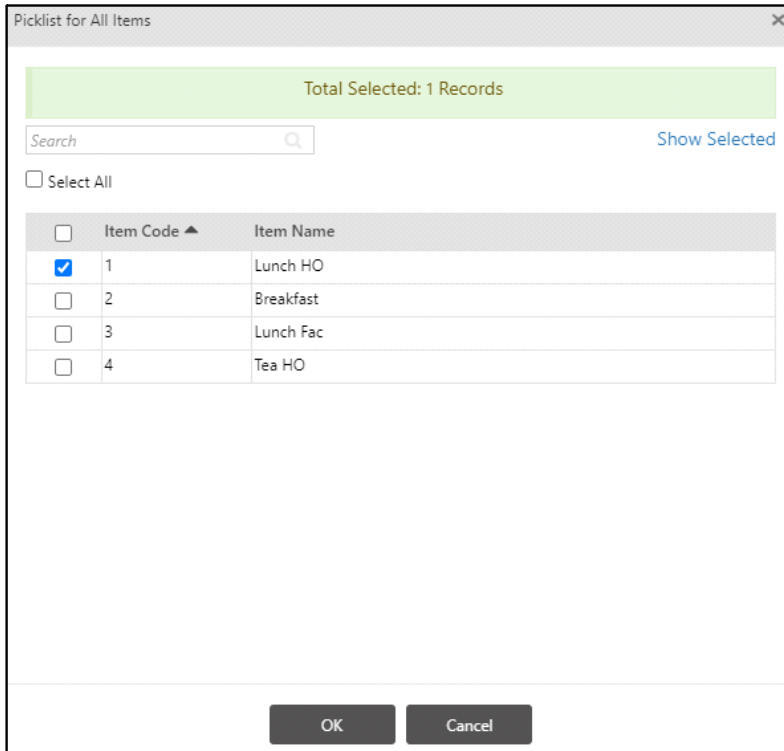 Picklist for All Items
Total Selected: 1 Records
Search
Show Selected
Select All
Item Code Item Name
1 Lunch HO
2 Breakfast
3 Lunch Fac
4 Tea HO
OK Cancel